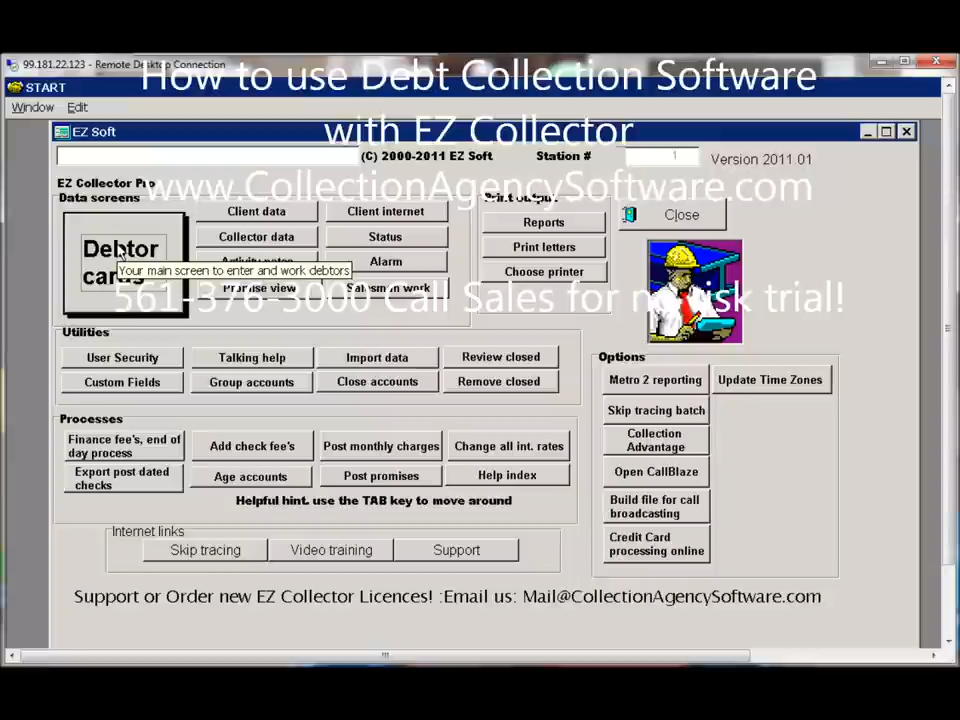 99.181.22.123 - Remote Desktop Connection
How to use Debt Collection Software
START
Window Edit
with EZ Collector
EZ Soft
(C) 2000-2011 EZ Soft Station # 1 Version 2011.01
EZ Collector Pro
www.CollectionAgencySoftware.com
Data screens
Debtor cards
Your main screen to enter and work debtors
Client data Client internet
Collector data Status
Activity notes Alarm
Promise view Salesman work
Print output
Reports
Print letters
Choose printer
Close
561-376-3000 Call Sales for no risk trial!
Utilities
User Security Talking help Import data Review closed
Custom Fields Group accounts Close accounts Remove closed
Options
Metro 2 reporting Update Time Zones
Skip tracing batch
Collection
Advantage
Open CallBlaze
Build file for call
broadcasting
Credit Card
processing online
Processes
Finance fee's, end of
day process
Add check fee's Post monthly charges Change all int. rates
Export post dated
checks
Age accounts Post promises Help index
Helpful hint. use the TAB key to move around
Internet links
Skip tracing Video training Support
Support or Order new EZ Collector Licences! :Email us: Mail@CollectionAgencySoftware.com